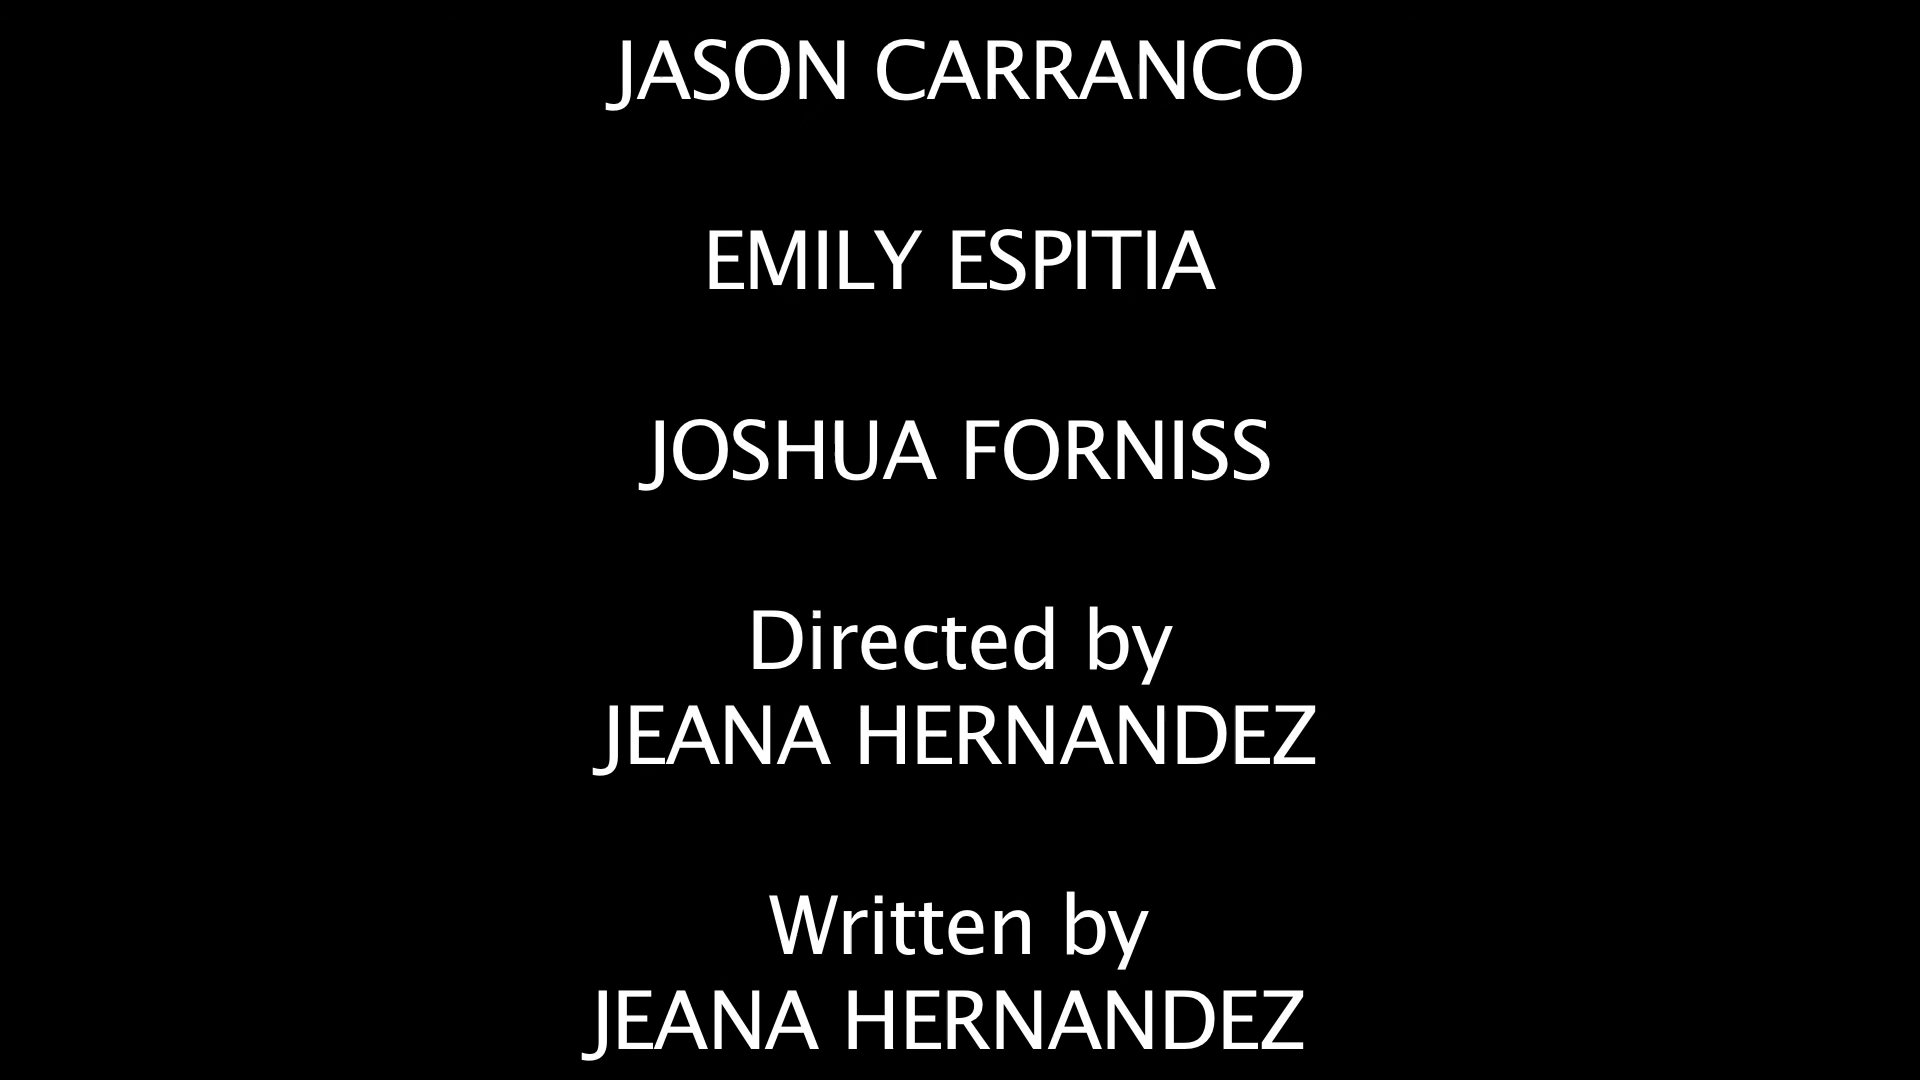 JASON CARRANCO
EMILY ESPITIA
JOSHUA FORNISS
Directed by
JEANA HERNANDEZ
Written by
JEANA HERNANDEZ